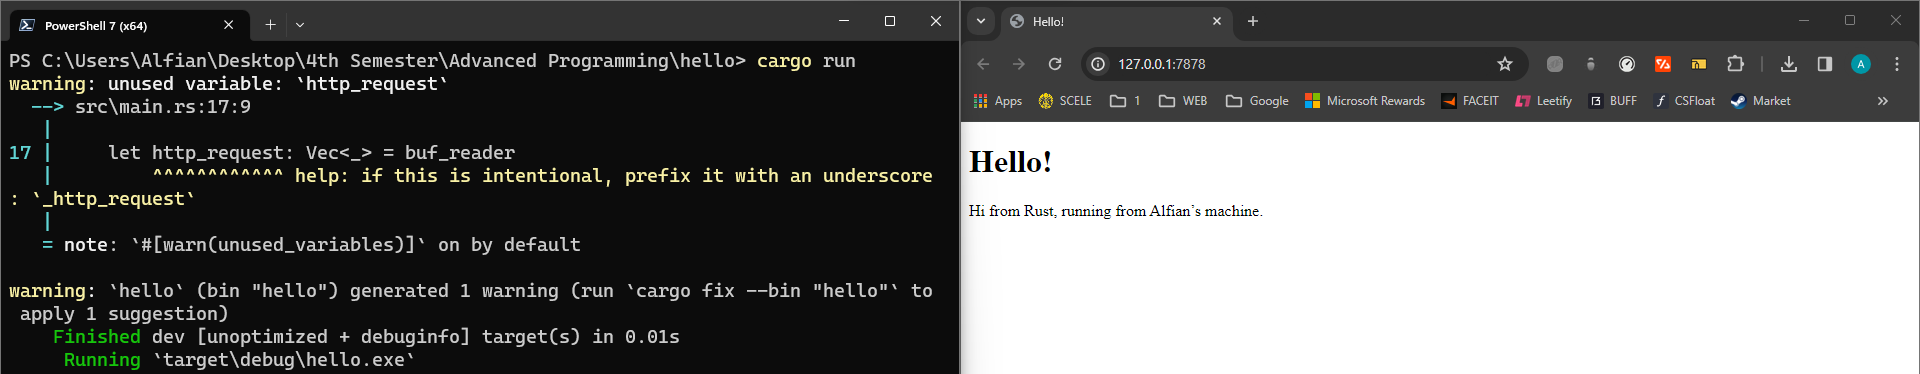 PowerShell 7 (x64)
PS C:\Users\Alfian\Desktop\4th Semester\Advanced Programming\hello> cargo run
warning: unused variable: `http_request`
  --> src\main.rs:17:9
   |
17 |     let http_request: Vec<_> = buf_reader
   |         ^^^^^^^^^^^^ help: if this is intentional, prefix it with an underscore
: `_http_request`
   |
   = note: `#[warn(unused_variables)]` on by default
warning: `hello` (bin "hello") generated 1 warning (run `cargo fix --bin "hello"` to
 apply 1 suggestion)
    Finished dev [unoptimized + debuginfo] target(s) in 0.01s
     Running `target\debug\hello.exe`
Hello!
127.0.0.1:7878
A
Apps SCELE 1 WEB Google Microsoft Rewards FACEIT Leetify BUFF CSFloat Market
Hello!
Hi from Rust, running from Alfian’s machine.